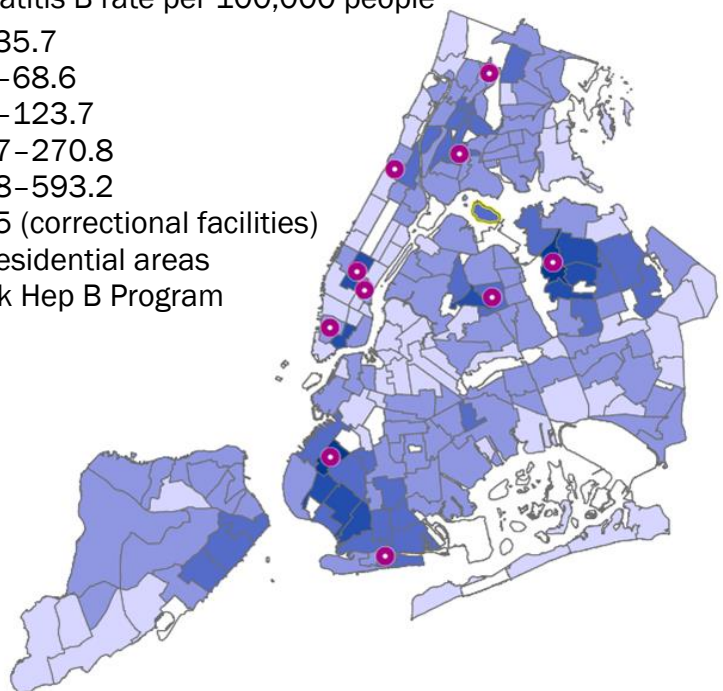 atitis B rate per 100,000 people
35.7
–68.6
–123.7
7–270.8
8–593.2
5 (correctional facilities)
esidential areas
k Hep B Program